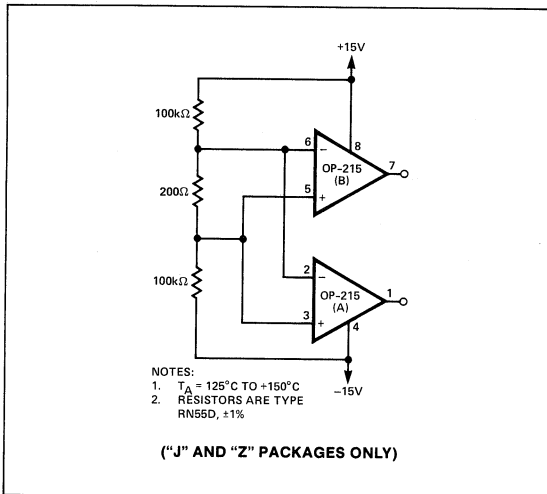 +15V
100kΩ
6
−
8
OP-215
(B)
7
200Ω
5
+
2
−
OP-215
(A)
1
100kΩ
3
+
4
NOTES:
1. TA = 125°C TO +150°C
2. RESISTORS ARE TYPE
RN55D, ±1%
−15V
("J" AND "Z" PACKAGES ONLY)